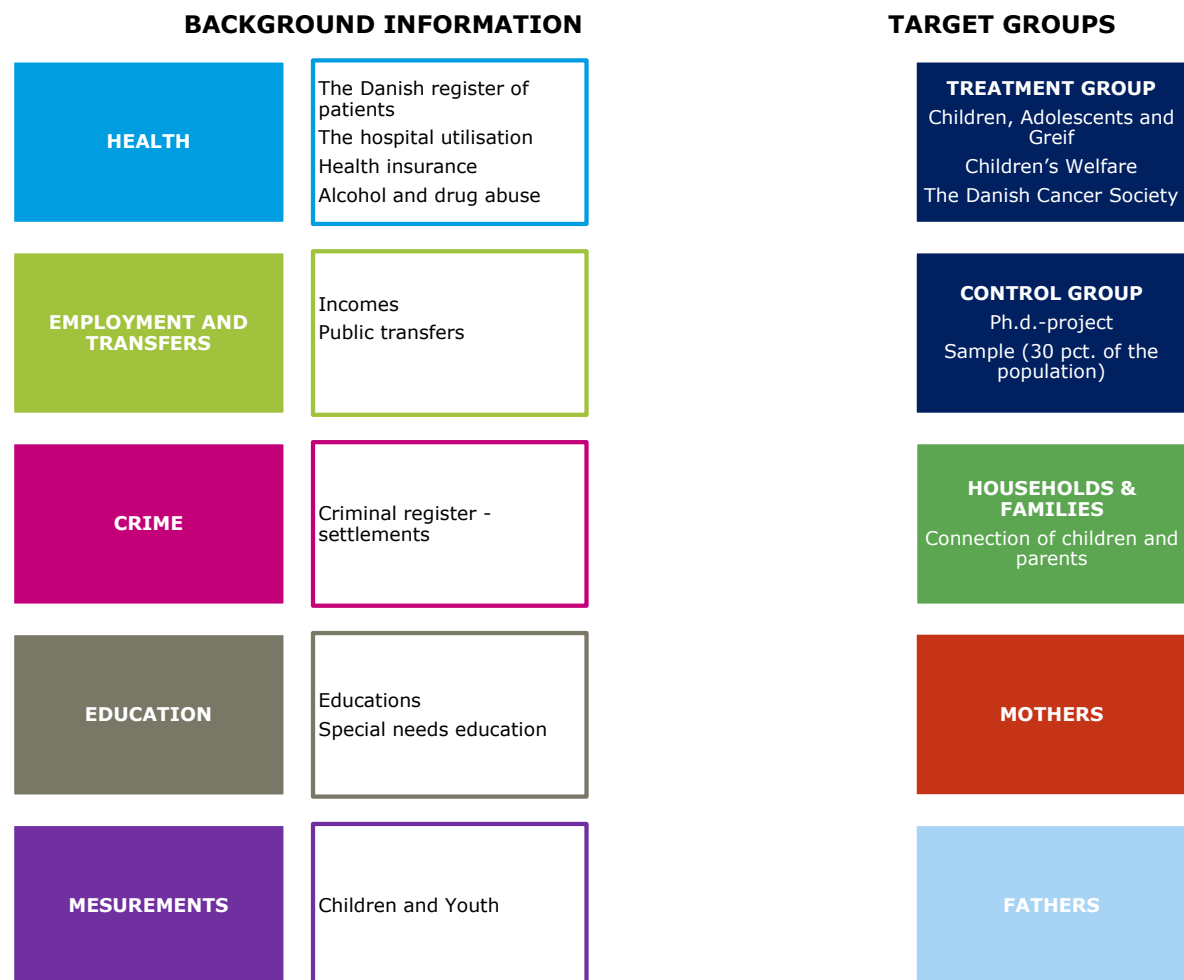 BACKGROUND INFORMATION
TARGET GROUPS
HEALTH
The Danish register of
patients
The hospital utilisation
Health insurance
Alcohol and drug abuse
TREATMENT GROUP
Children, Adolescents and
Greif
Children’s Welfare
The Danish Cancer Society
EMPLOYMENT AND
TRANSFERS
Incomes
Public transfers
CONTROL GROUP
Ph.d.-project
Sample (30 pct. of the
population)
CRIME
Criminal register -
settlements
HOUSEHOLDS &
FAMILIES
Connection of children and
parents
EDUCATION
Educations
Special needs education
MOTHERS
MESUREMENTS
Children and Youth
FATHERS